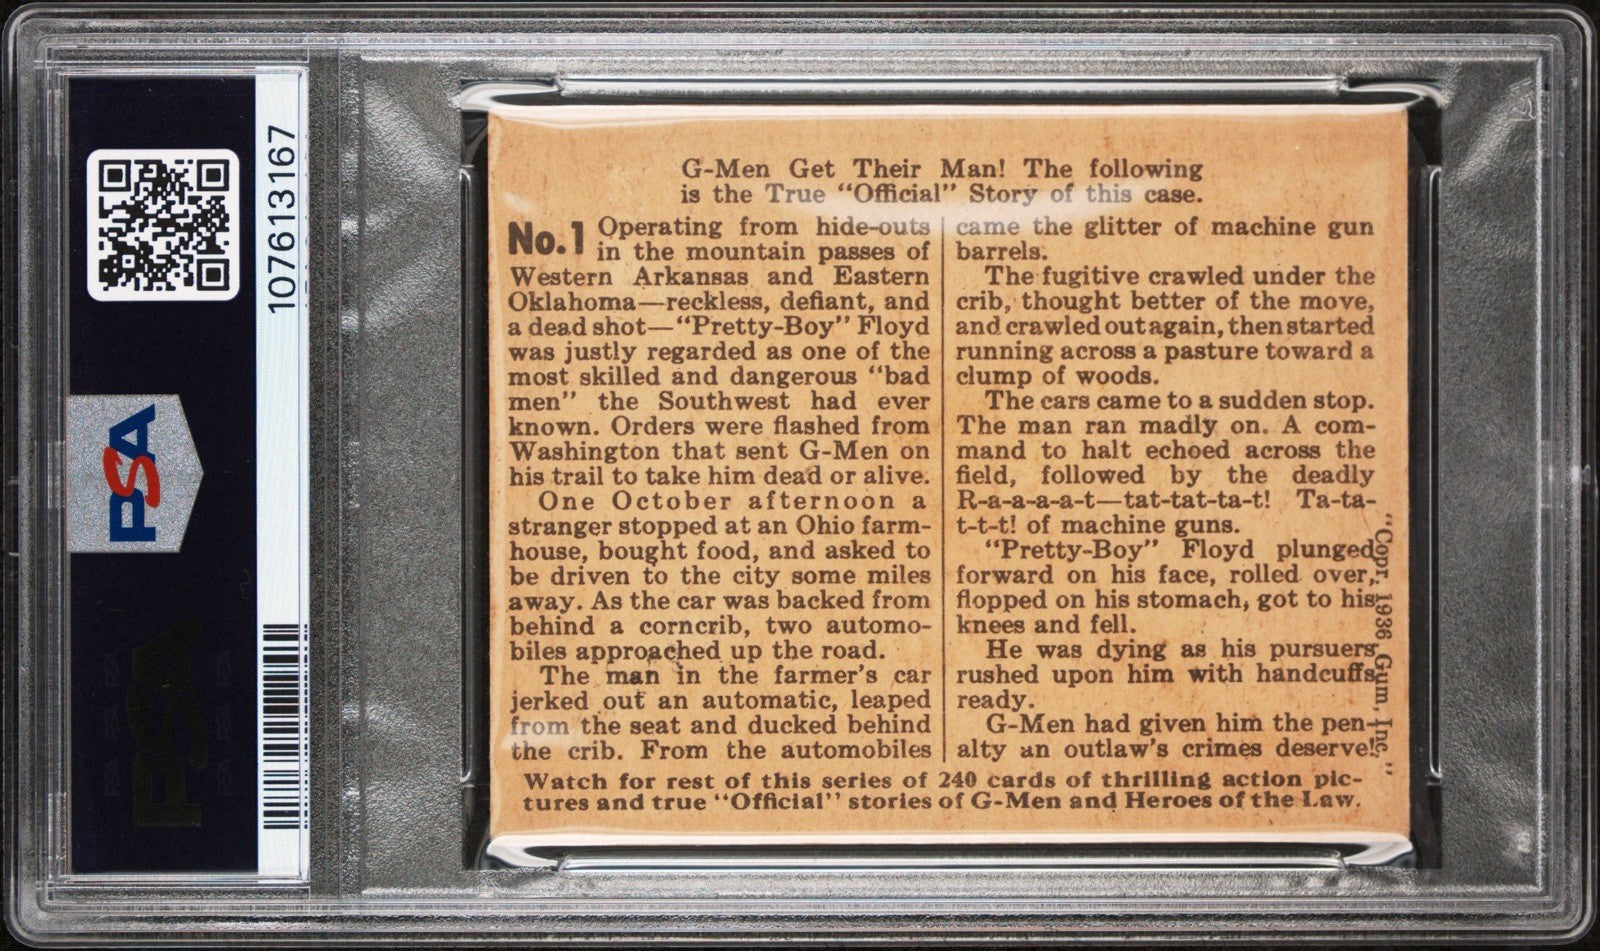 107613167
PSA
PSA
G-Men Get Their Man! The following
is the True "Official" Story of this case.
No. 1 Operating from hide-outs
in the mountain passes of
Western Arkansas and Eastern
Oklahoma—reckless, defiant, and
a dead shot—"Pretty-Boy" Floyd
was justly regarded as one of the
most skilled and dangerous "bad
men" the Southwest had ever
known. Orders were flashed from
Washington that sent G-Men on
his trail to take him dead or alive.
One October afternoon a
stranger stopped at an Ohio farm-
house, bought food, and asked to
be driven to the city some miles
away. As the car was backed from
behind a corncrib, two automo-
biles approached up the road.
The man in the farmer's car
jerked out an automatic, leaped
from the seat and ducked behind
the crib. From the automobiles
came the glitter of machine gun
barrels.
The fugitive crawled under the
crib, thought better of the move,
and crawled out again, then started
running across a pasture toward a
clump of woods.
The cars came to a sudden stop.
The man ran madly on. A com-
mand to halt echoed across the
field, followed by the deadly
R-a-a-a-a-t—tat-tat-ta-t! Ta-ta-
t-t-t! of machine guns.
"Pretty-Boy" Floyd plunged
forward on his face, rolled over,
flopped on his stomach, got to his
knees and fell.
He was dying as his pursuers
rushed upon him with handcuffs
ready.
G-Men had given him the pen-
alty an outlaw's crimes deserve!
"Copr. 1936, Gum, Inc."
Watch for rest of this series of 240 cards of thrilling action pic-
tures and true "Official" stories of G-Men and Heroes of the Law.